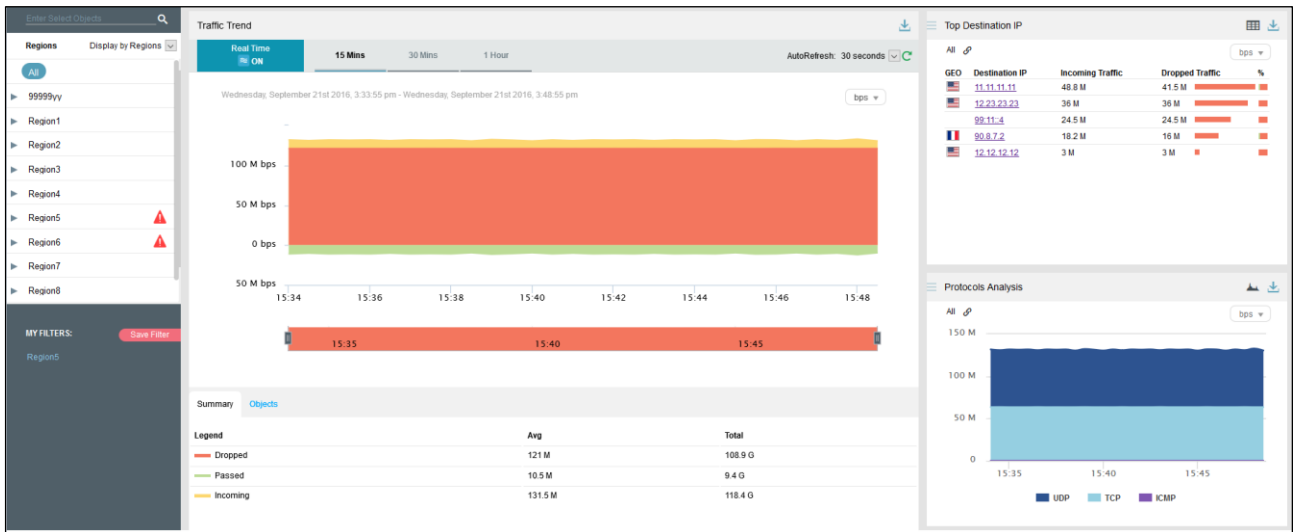 Enter Select Objects
Regions Display by Regions
All
99999yy
Region1
Region2
Region3
Region4
Region5
Region6
Region7
Region8
MY FILTERS: Save Filter
Region5
Traffic Trend
Real Time
ON
15 Mins 30 Mins 1 Hour
AutoRefresh: 30 seconds
Wednesday, September 21st 2016, 3:33:55 pm - Wednesday, September 21st 2016, 3:48:55 pm
bps
100 M bps
50 M bps
0 bps
50 M bps
15:34 15:36 15:38 15:40 15:42 15:44 15:46 15:48
15:35 15:40 15:45
Summary Objects
Legend Avg Total
Dropped 121 M 108.9 G
Passed 10.5 M 9.4 G
Incoming 131.5 M 118.4 G
Top Destination IP
All
bps
GEO Destination IP Incoming Traffic Dropped Traffic %
11.11.11.11 48.8 M 41.5 M
12.23.23.23 36 M 36 M
99:11::4 24.5 M 24.5 M
90.8.7.2 18.2 M 16 M
12.12.12.12 3 M 3 M
Protocols Analysis
All
bps
150 M
100 M
50 M
0
15:35 15:40 15:45
UDP TCP ICMP